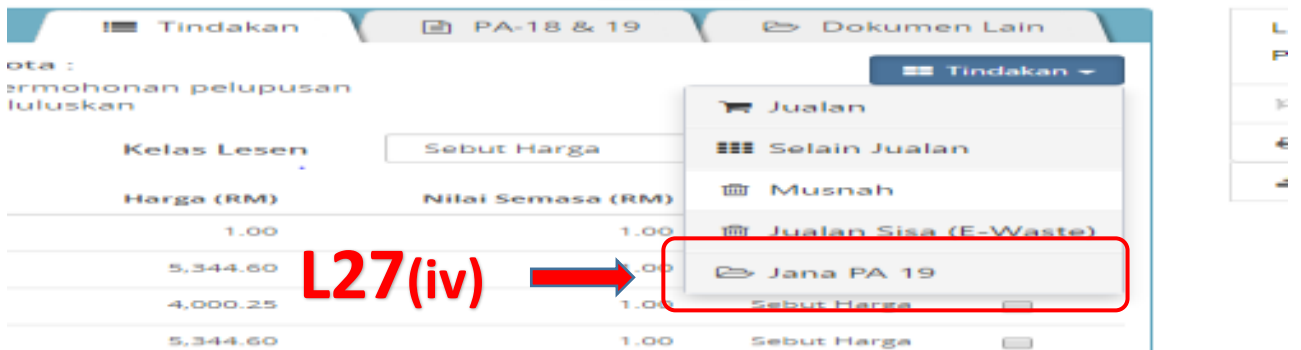 Tindakan PA-18 & 19 Dokumen Lain
ota :
ermohonan pelupusan
luluskan
Tindakan
Jualan
Selain Jualan
Musnah
Jualan Sisa (E-Waste)
Jana PA 19
Kelas Lesen Sebut Harga
Harga (RM) Nilai Semasa (RM)
1.00 1.00
5,344.60 .00
4,000.25 1.00 Sebut Harga
5,344.60 1.00 Sebut Harga
L27(iv)
L
P